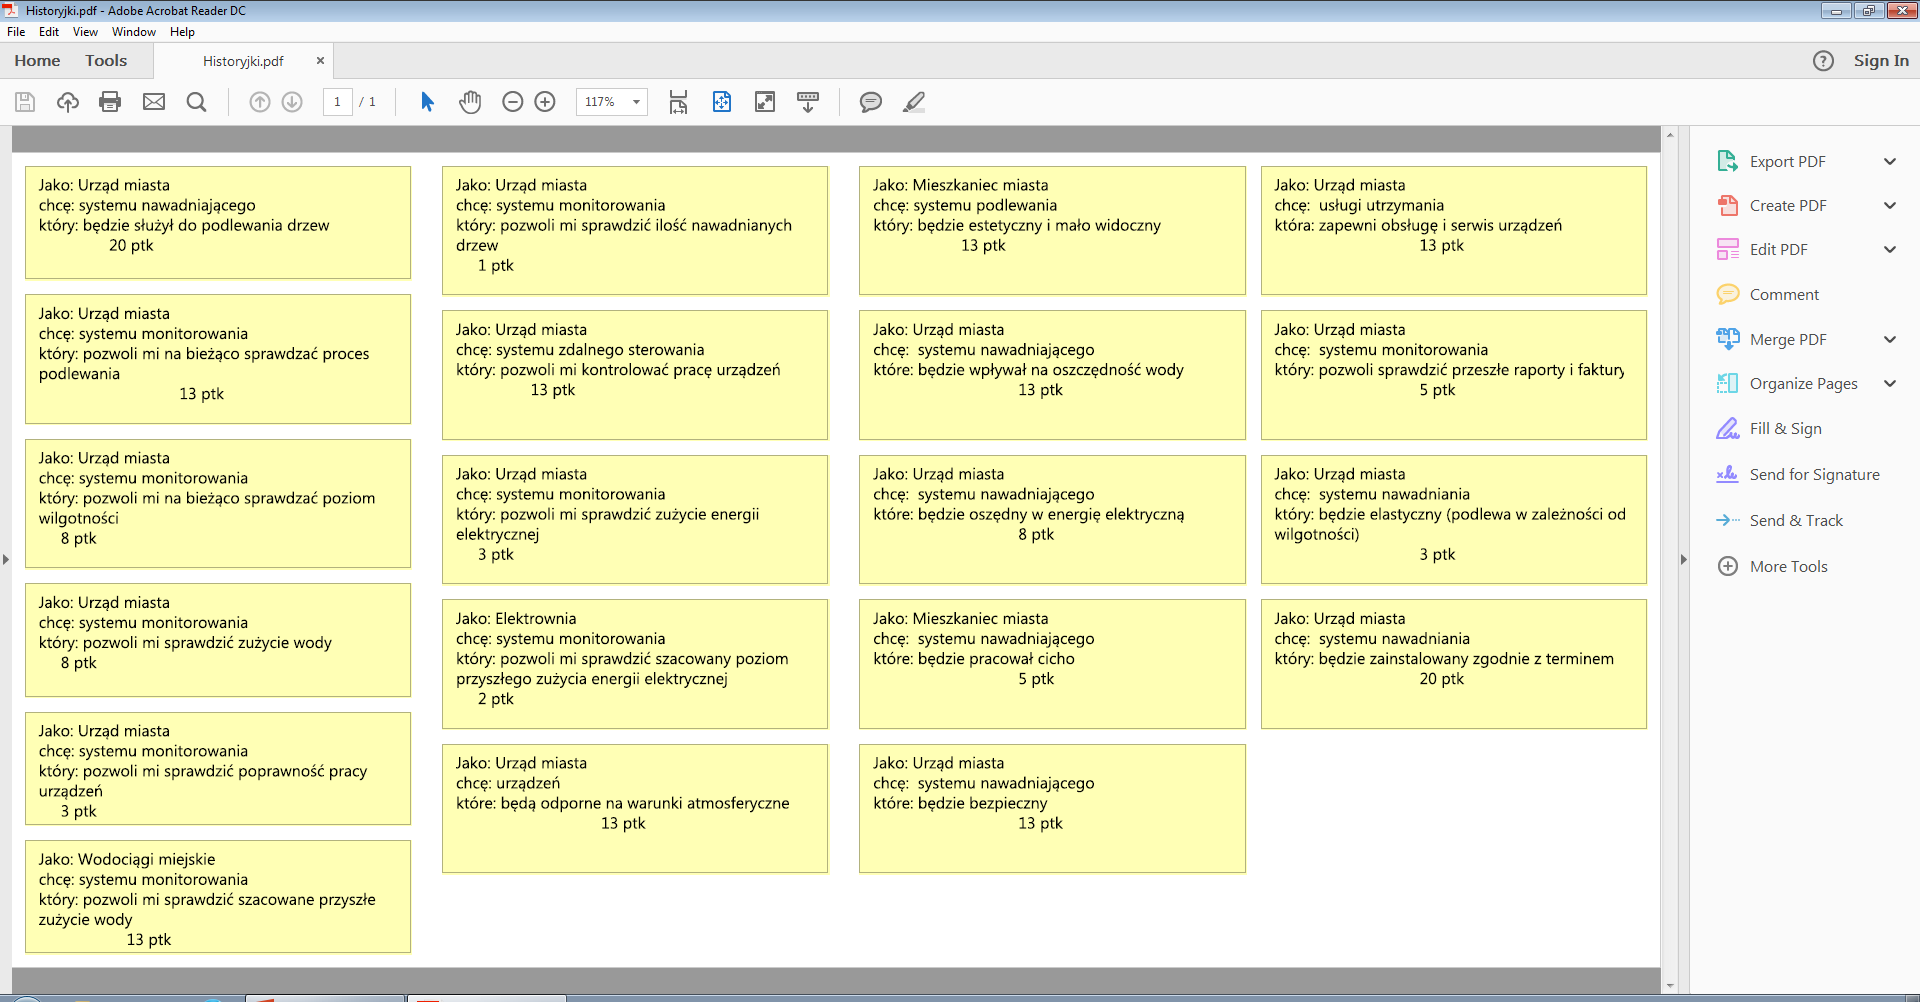 Historyjki.pdf - Adobe Acrobat Reader DC
File Edit View Window Help
Home Tools Historyjki.pdf × Sign In
1 / 1 117%
Jako: Urząd miasta
chcę: systemu nawadniającego
który: będzie służył do podlewania drzew
20 ptk
Jako: Urząd miasta
chcę: systemu monitorowania
który: pozwoli mi na bieżąco sprawdzać proces
podlewania
13 ptk
Jako: Urząd miasta
chcę: systemu monitorowania
który: pozwoli mi na bieżąco sprawdzać poziom
wilgotności
8 ptk
Jako: Urząd miasta
chcę: systemu monitorowania
który: pozwoli mi sprawdzić zużycie wody
8 ptk
Jako: Urząd miasta
chcę: systemu monitorowania
który: pozwoli mi sprawdzić poprawność pracy
urządzeń
3 ptk
Jako: Wodociągi miejskie
chcę: systemu monitorowania
który: pozwoli mi sprawdzić szacowane przyszłe
zużycie wody
13 ptk
Jako: Urząd miasta
chcę: systemu monitorowania
który: pozwoli mi sprawdzić ilość nawadnianych
drzew
1 ptk
Jako: Urząd miasta
chcę: systemu zdalnego sterowania
który: pozwoli mi kontrolować pracę urządzeń
13 ptk
Jako: Urząd miasta
chcę: systemu monitorowania
który: pozwoli mi sprawdzić zużycie energii
elektrycznej
3 ptk
Jako: Elektrownia
chcę: systemu monitorowania
który: pozwoli mi sprawdzić szacowany poziom
przyszłego zużycia energii elektrycznej
2 ptk
Jako: Urząd miasta
chcę: urządzeń
które: będą odporne na warunki atmosferyczne
13 ptk
Jako: Mieszkaniec miasta
chcę: systemu podlewania
który: będzie estetyczny i mało widoczny
13 ptk
Jako: Urząd miasta
chcę: systemu nawadniającego
które: będzie wpływał na oszczędność wody
13 ptk
Jako: Urząd miasta
chcę: systemu nawadniającego
które: będzie oszędny w energię elektryczną
8 ptk
Jako: Mieszkaniec miasta
chcę: systemu nawadniającego
które: będzie pracował cicho
5 ptk
Jako: Urząd miasta
chcę: systemu nawadniającego
które: będzie bezpieczny
13 ptk
Jako: Urząd miasta
chcę: usługi utrzymania
która: zapewni obsługę i serwis urządzeń
13 ptk
Jako: Urząd miasta
chcę: systemu monitorowania
który: pozwoli sprawdzić przeszłe raporty i faktury
5 ptk
Jako: Urząd miasta
chcę: systemu nawadniania
który: będzie elastyczny (podlewa w zależności od
wilgotności)
3 ptk
Jako: Urząd miasta
chcę: systemu nawadniania
który: będzie zainstalowany zgodnie z terminem
20 ptk
Export PDF
Create PDF
Edit PDF
Comment
Merge PDF
Organize Pages
Fill & Sign
Send for Signature
Send & Track
More Tools